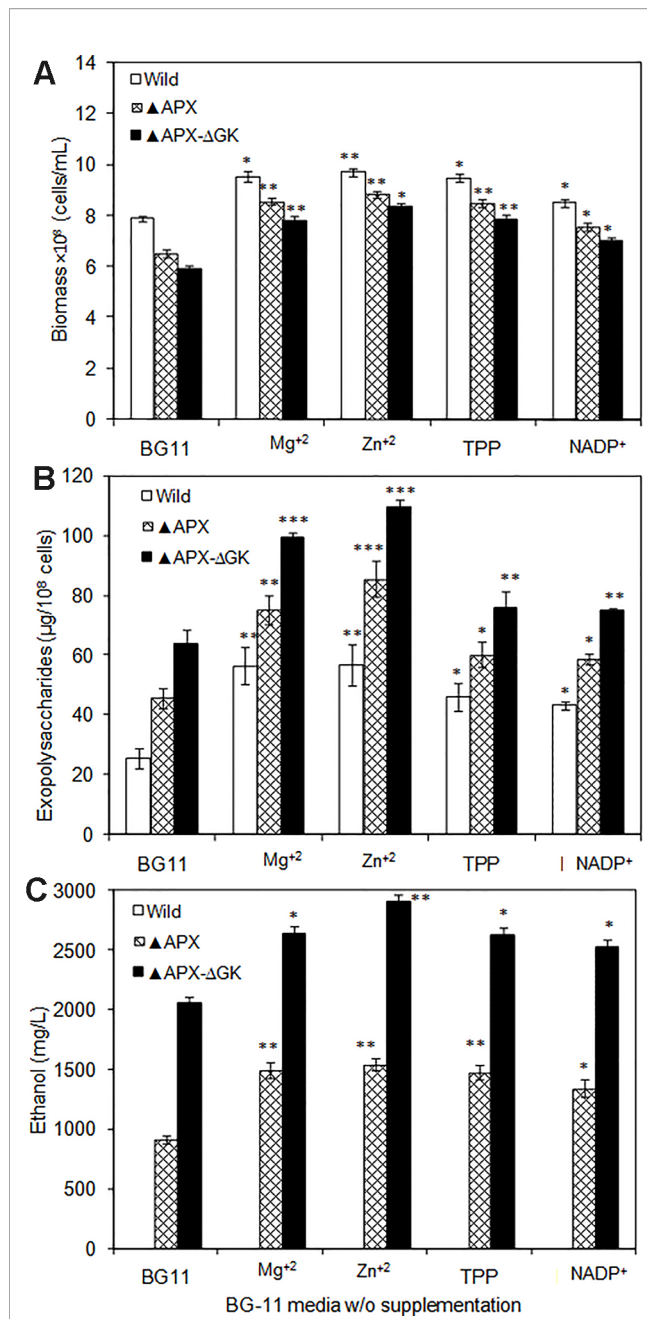 A
Biomass ×10⁸ (cells/mL)
14
12
10
8
6
4
2
0
Wild
▲APX
▲APX-ΔGK
* ** ** ** ** * * ** ** * * *
BG11 Mg⁺² Zn⁺² TPP NADP⁺
B
Exopolysaccharides (µg/10⁸ cells)
120
100
80
60
40
20
0
Wild
▲APX
▲APX-ΔGK
** ** *** ** *** *** * * ** * * **
BG11 Mg⁺² Zn⁺² TPP | NADP⁺
C
Ethanol (mg/L)
3000
2500
2000
1500
1000
500
0
Wild
▲APX
▲APX-ΔGK
** * ** ** ** * * *
BG11 Mg⁺² Zn⁺² TPP NADP⁺
BG-11 media w/o supplementation